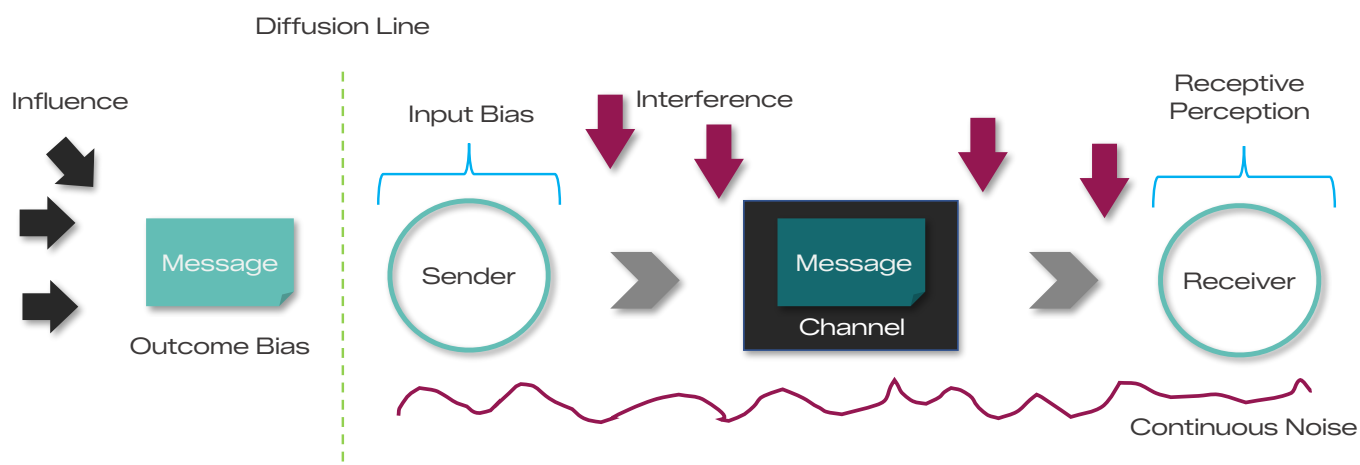 Diffusion Line
Influence
Input Bias
Interference
Receptive
Perception
Message
Sender
Message
Channel
Receiver
Outcome Bias
Continuous Noise